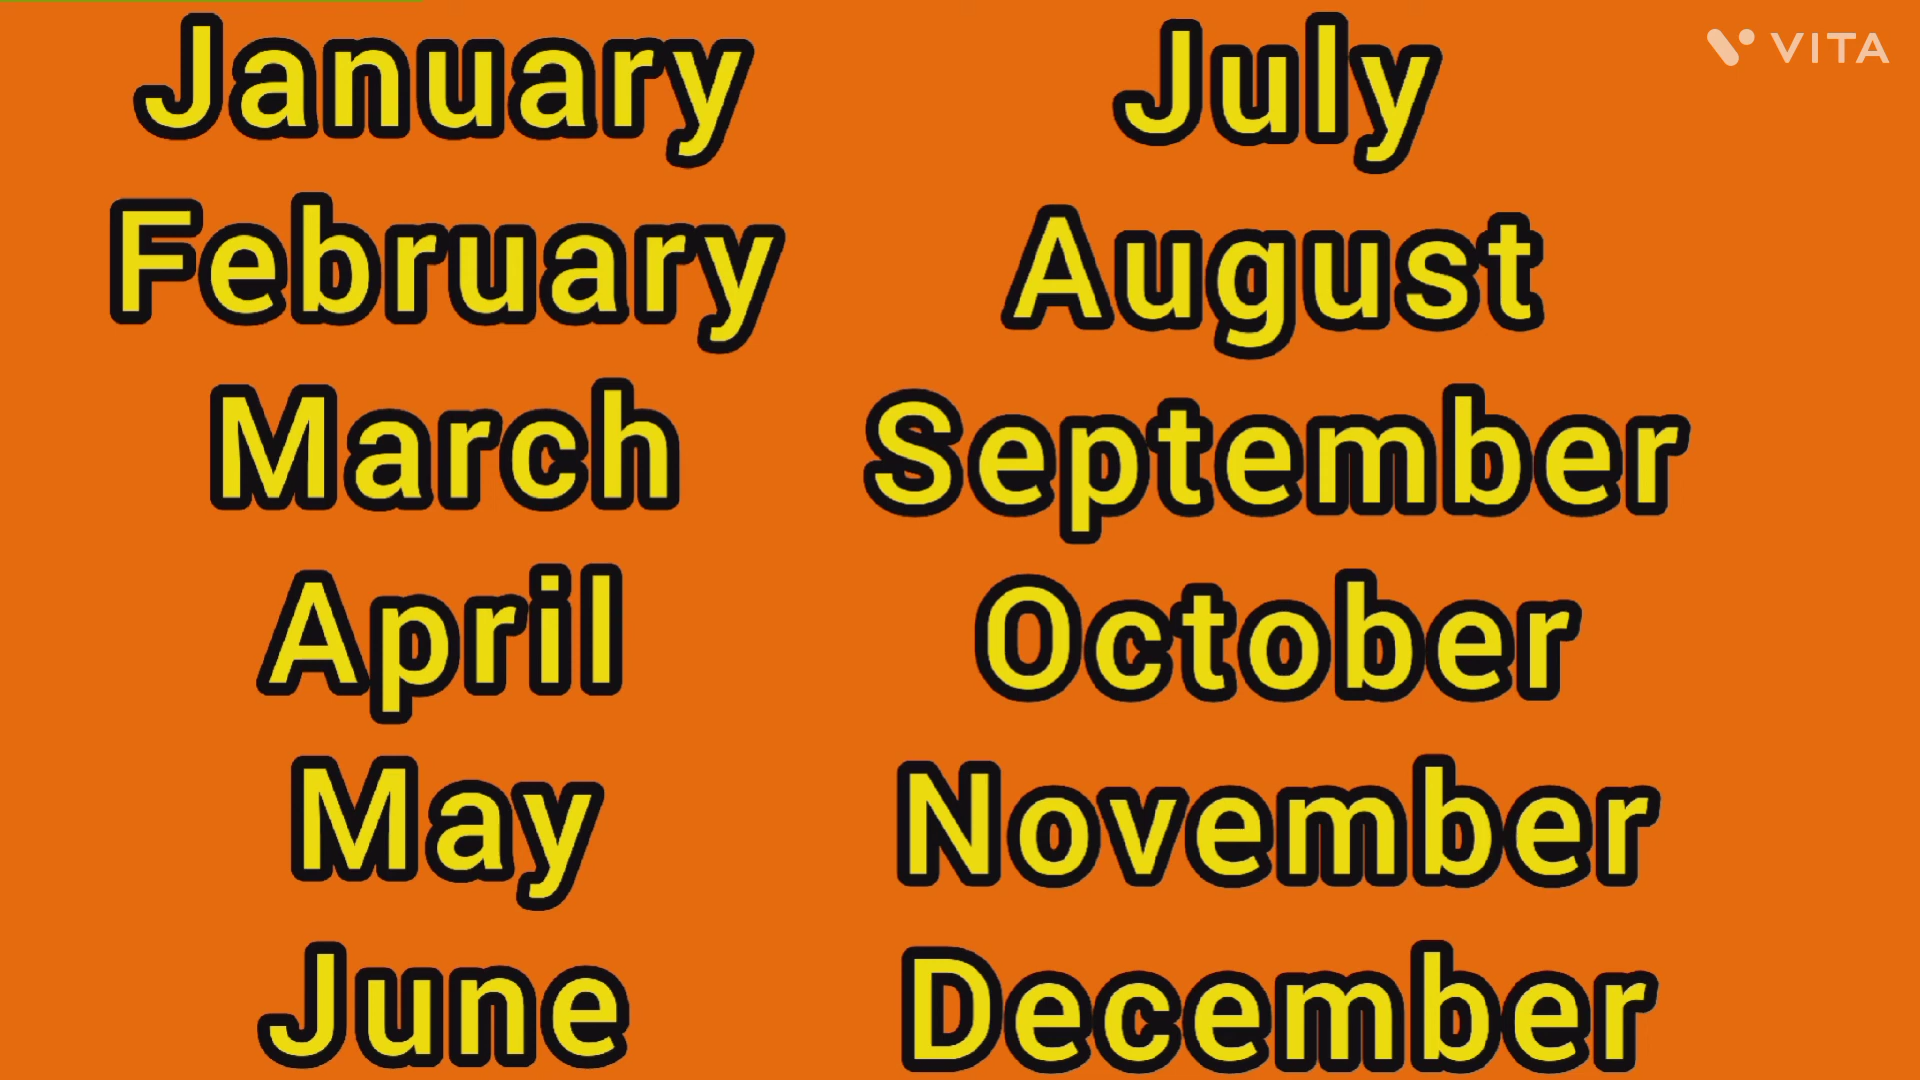 January
February
March
April
May
June
July
August
September
October
November
December
VITA